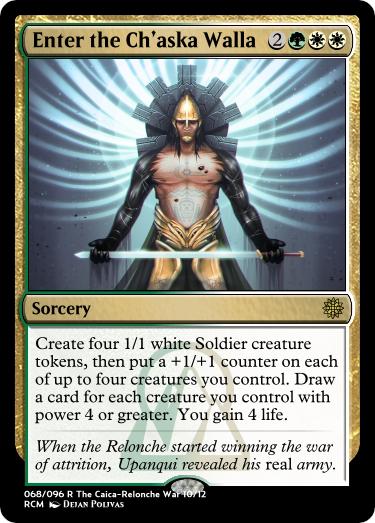 Enter the Ch'aska Walla 2
Sorcery
Create four 1/1 white Soldier creature
tokens, then put a +1/+1 counter on each
of up to four creatures you control. Draw
a card for each creature you control with
power 4 or greater. You gain 4 life.
When the Relonche started winning the war
of attrition, Upanqui revealed his real army.
068/096 R The Caica-Relonche War 10/12
RCM Dejan Polivas